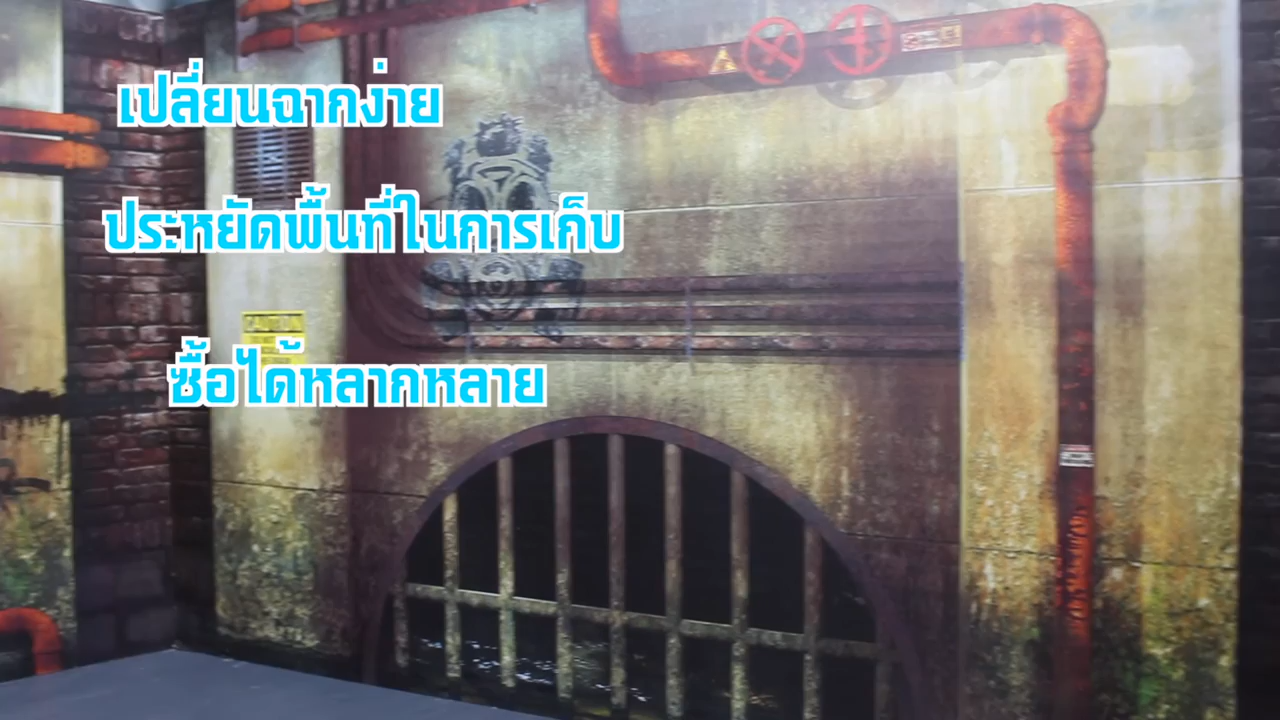 เปลี่ยนฉากง่าย
ประหยัดพื้นที่ในการเก็บ
CAUTION
ซื้อได้หลากหลาย